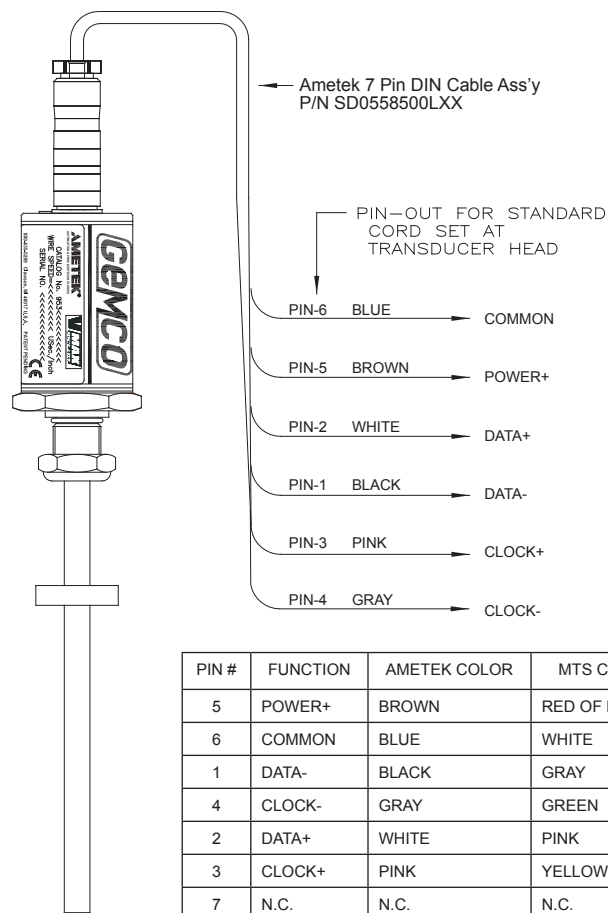 Ametek 7 Pin DIN Cable Ass'y
P/N SD0558500LXX
PIN-OUT FOR STANDARD
CORD SET AT
TRANSDUCER HEAD
GEMCO
AMETEK®
CATALOG No. 953<<<<<<<<<<
WIRE SPEED=<<<<<<<<<< USec./Inch
SERIAL NO. <<<<<<<<<<
CE
PIN-6 BLUE COMMON
PIN-5 BROWN POWER+
PIN-2 WHITE DATA+
PIN-1 BLACK DATA-
PIN-3 PINK CLOCK+
PIN-4 GRAY CLOCK-
PIN # FUNCTION AMETEK COLOR MTS C
5 POWER+ BROWN RED OF
6 COMMON BLUE WHITE
1 DATA- BLACK GRAY
4 CLOCK- GRAY GREEN
2 DATA+ WHITE PINK
3 CLOCK+ PINK YELLOW
7 N.C. N.C. N.C.